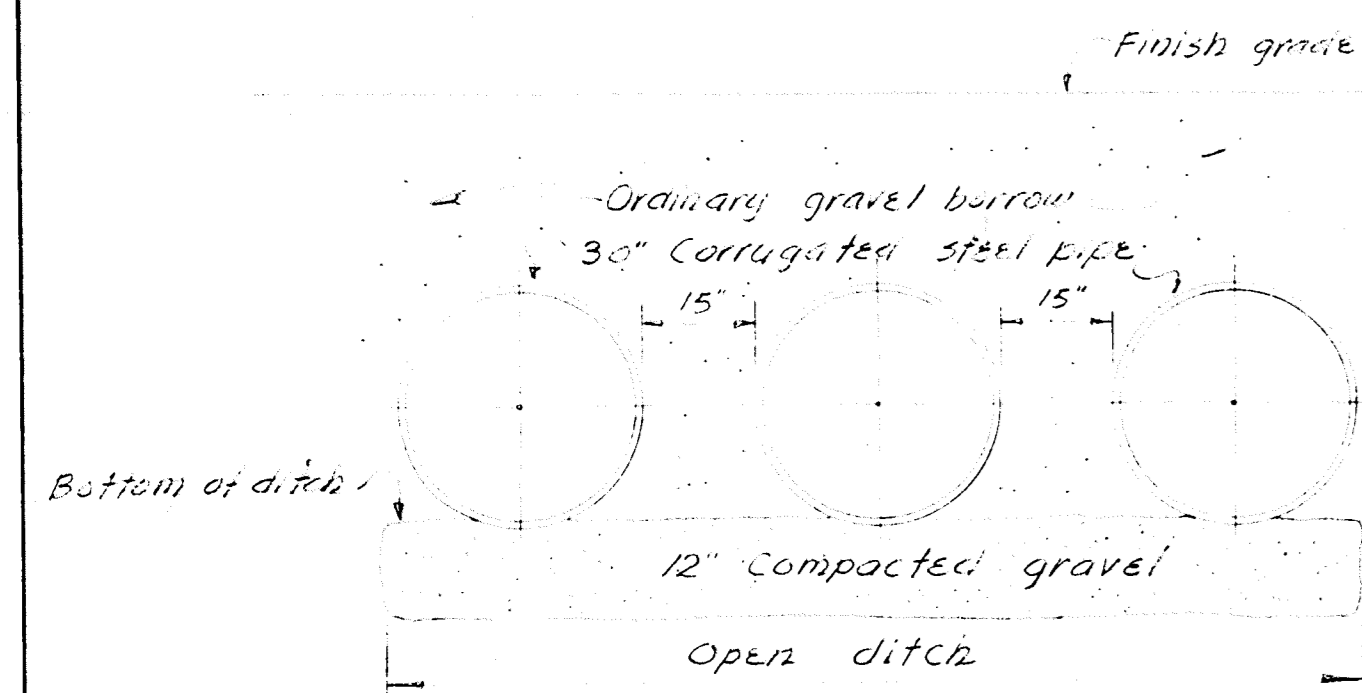 Finish grade
Ordinary gravel borrow
30" Corrugated steel pipe
15" 15"
Bottom of ditch
12" Compacted gravel
Open ditch